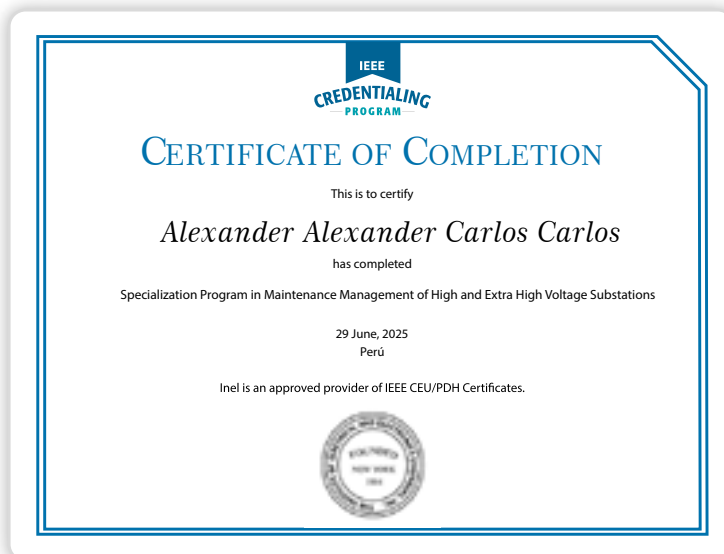 IEEE
CREDENTIALING
PROGRAM
CERTIFICATE OF COMPLETION
This is to certify
Alexander Alexander Carlos Carlos
has completed
Specialization Program in Maintenance Management of High and Extra High Voltage Substations
29 June, 2025
Perú
Inel is an approved provider of IEEE CEU/PDH Certificates.
FOUNDED
NEW YORK